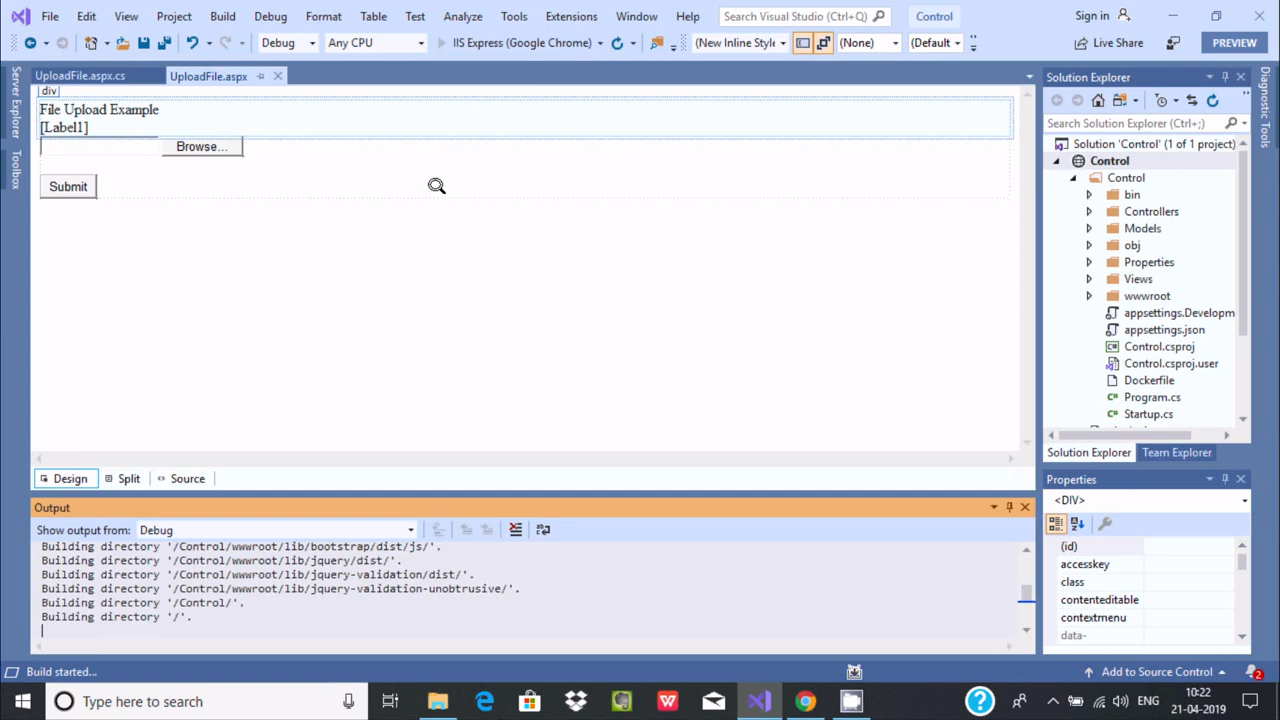 File Edit View Project Build Debug Format Table Test Analyze Tools Extensions Window Help Search Visual Studio (Ctrl+Q) Control Sign in
Debug Any CPU IIS Express (Google Chrome) (New Inline Style (None) (Default Live Share PREVIEW
Server Explorer
Toolbox
UploadFile.aspx.cs UploadFile.aspx
div
File Upload Example
[Label1]
Browse...
Submit
Design Split Source
Output
Show output from: Debug
Building directory '/Control/wwwroot/lib/bootstrap/dist/js/'.
Building directory '/Control/wwwroot/lib/jquery/dist/'.
Building directory '/Control/wwwroot/lib/jquery-validation/dist/'.
Building directory '/Control/wwwroot/lib/jquery-validation-unobtrusive/'.
Building directory '/Control/'.
Building directory '/'.
Solution Explorer
Search Solution Explorer (Ctrl+;)
Solution 'Control' (1 of 1 project)
Control
Control
bin
Controllers
Models
obj
Properties
Views
wwwroot
appsettings.Developm
appsettings.json
Control.csproj
Control.csproj.user
Dockerfile
Program.cs
Startup.cs
Solution Explorer Team Explorer
Properties
<DIV>
(id)
accesskey
class
contenteditable
contextmenu
data-
Diagnostic Tools
Build started... Add to Source Control 2
Type here to search ENG 10:22
21-04-2019